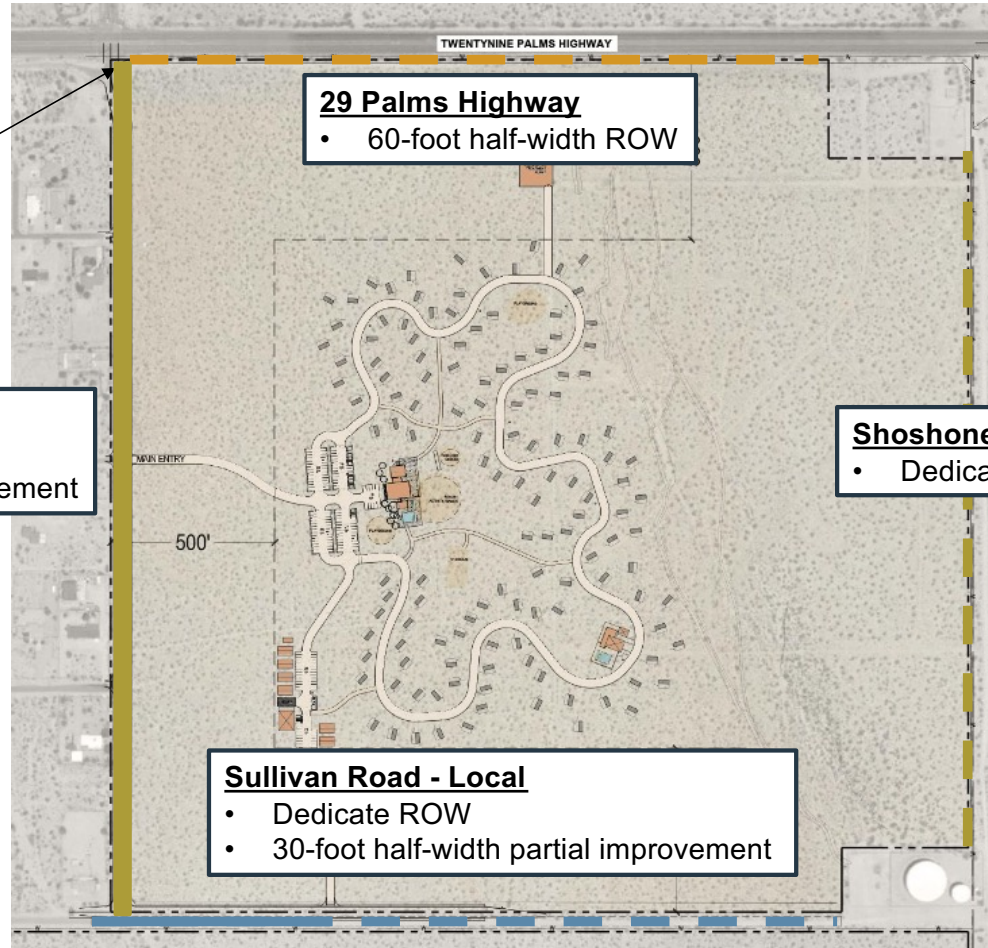 TWENTYNINE PALMS HIGHWAY
29 Palms Highway
• 60-foot half-width ROW
ement
MAIN ENTRY
Shoshone
• Dedica
500'
Sullivan Road - Local
• Dedicate ROW
• 30-foot half-width partial improvement